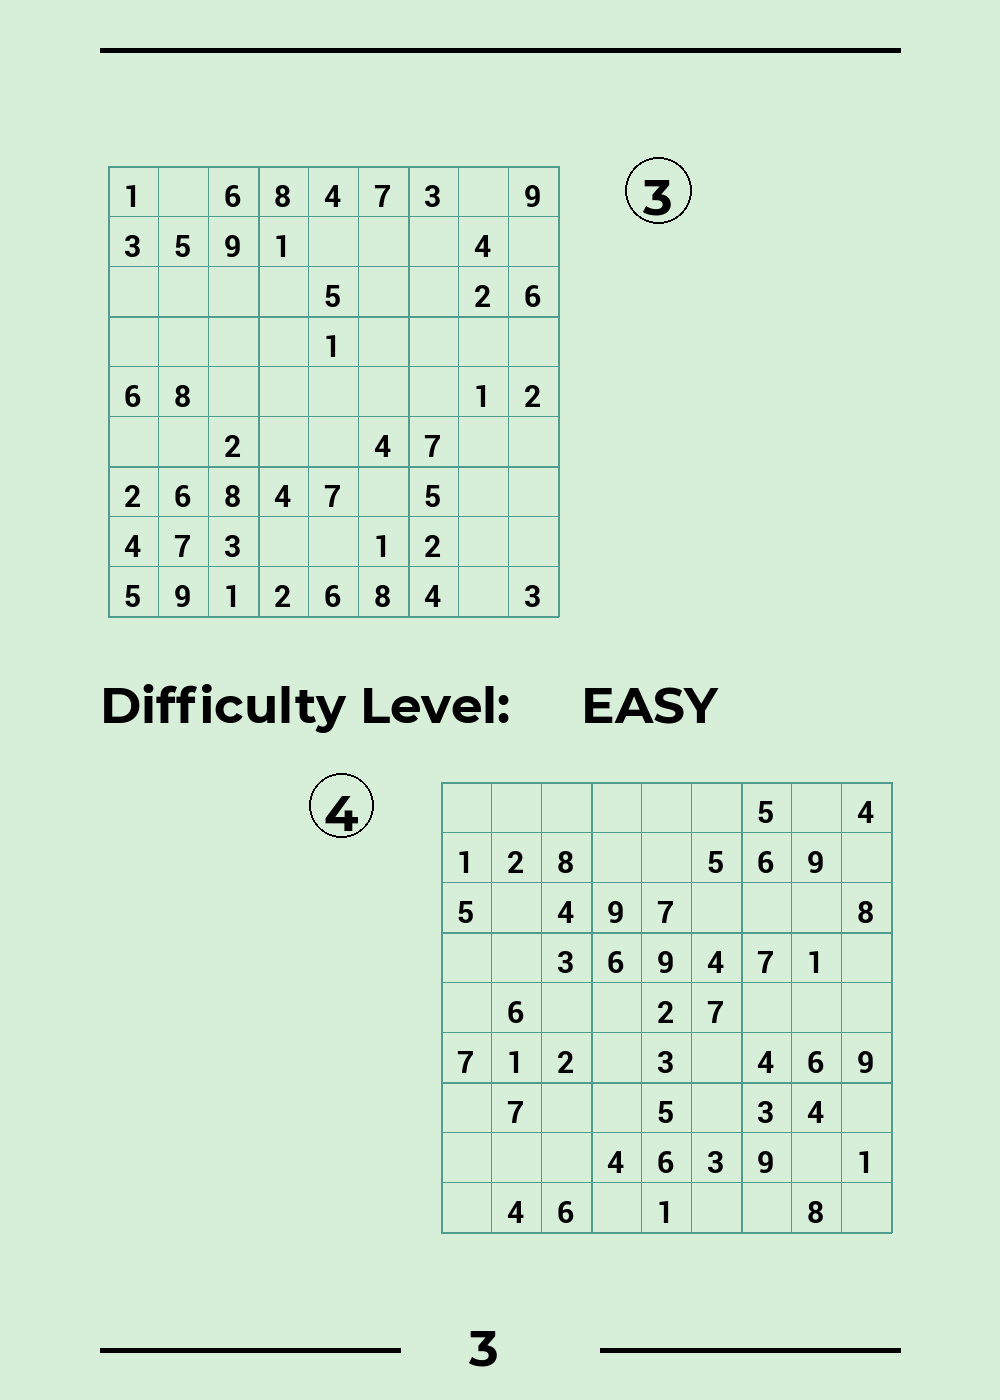 3
1 6 8 4 7 3 9
3 5 9 1 4
5 2 6
1
6 8 1 2
2 4 7
2 6 8 4 7 5
4 7 3 1 2
5 9 1 2 6 8 4 3
Difficulty Level: EASY
4
5 4
1 2 8 5 6 9
5 4 9 7 8
3 6 9 4 7 1
6 2 7
7 1 2 3 4 6 9
7 5 3 4
4 6 3 9 1
4 6 1 8
3